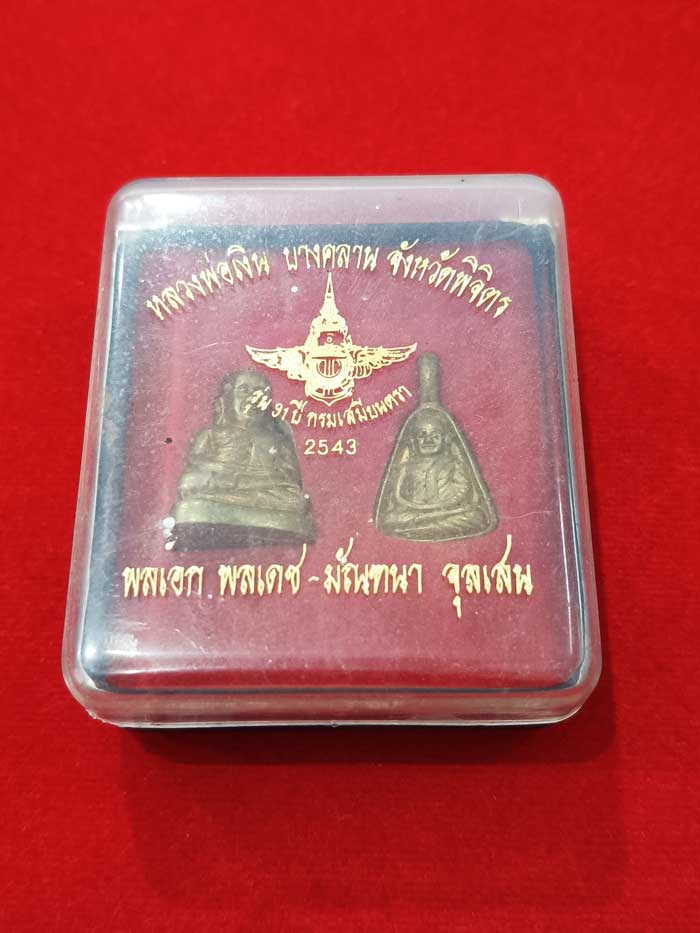 หลวงพ่อเงิน บางคลาน จังหวัดพิจิตร
รุ่น 91 ปี กรมเสมียนตรา
2543
พลเอก พลเดช - มัณฑนา จุลเสน